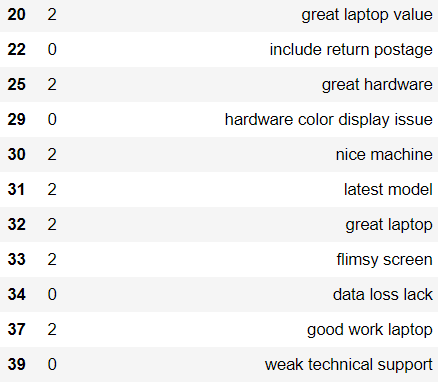 20 2 great laptop value
22 0 include return postage
25 2 great hardware
29 0 hardware color display issue
30 2 nice machine
31 2 latest model
32 2 great laptop
33 2 flimsy screen
34 0 data loss lack
37 2 good work laptop
39 0 weak technical support